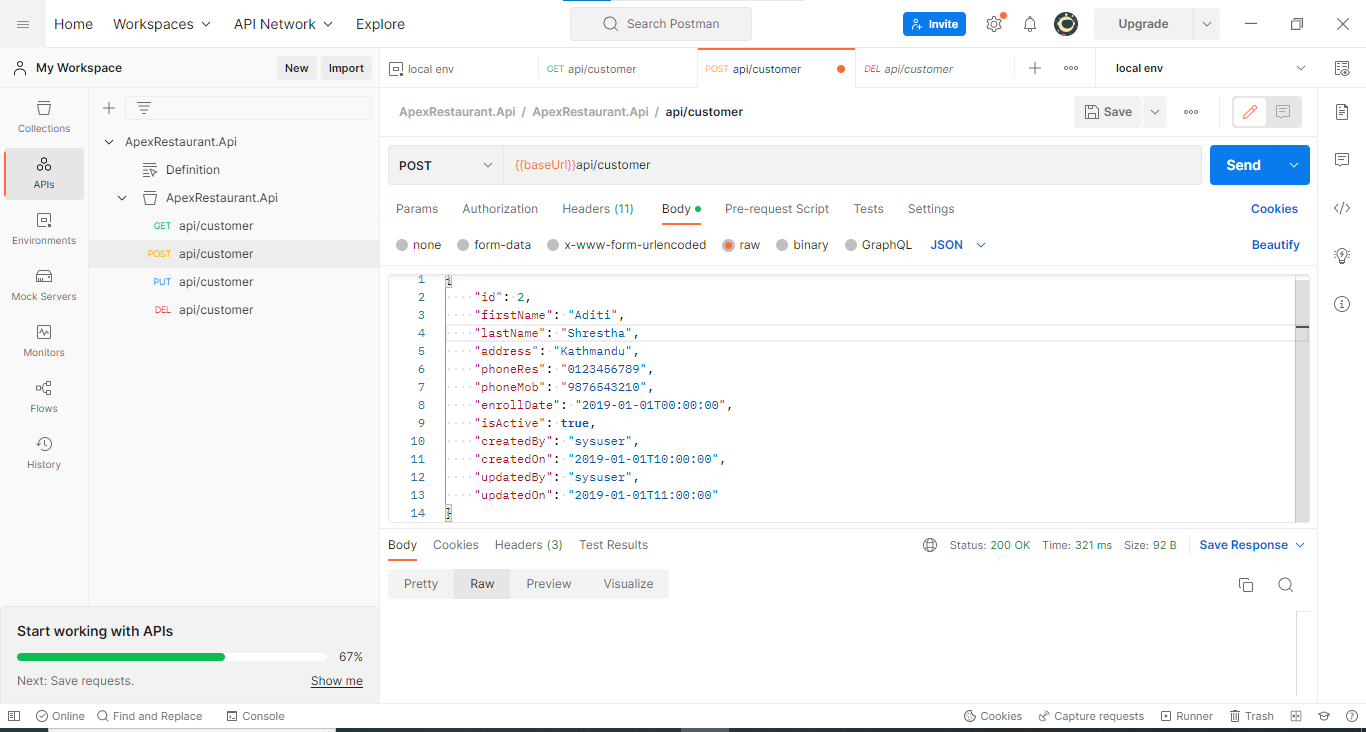 Home Workspaces API Network Explore Search Postman Invite Upgrade
My Workspace New Import local env GET api/customer POST api/customer DEL api/customer local env
Collections
APIs
Environments
Mock Servers
Monitors
Flows
History
ApexRestaurant.Api
Definition
ApexRestaurant.Api
GET api/customer
POST api/customer
PUT api/customer
DEL api/customer
Start working with APIs
67%
Next: Save requests. Show me
ApexRestaurant.Api / ApexRestaurant.Api / api/customer Save
POST {{baseUrl}}api/customer Send
Params Authorization Headers (11) Body Pre-request Script Tests Settings Cookies
none form-data x-www-form-urlencoded raw binary GraphQL JSON Beautify
1 {
2 "id": 2,
3 "firstName": "Aditi",
4 "lastName": "Shrestha",
5 "address": "Kathmandu",
6 "phoneRes": "0123456789",
7 "phoneMob": "9876543210",
8 "enrollDate": "2019-01-01T00:00:00",
9 "isActive": true,
10 "createdBy": "sysuser",
11 "createdOn": "2019-01-01T10:00:00",
12 "updatedBy": "sysuser",
13 "updatedOn": "2019-01-01T11:00:00"
14 }
Body Cookies Headers (3) Test Results Status: 200 OK Time: 321 ms Size: 92 B Save Response
Pretty Raw Preview Visualize
Online Find and Replace Console Cookies Capture requests Runner Trash